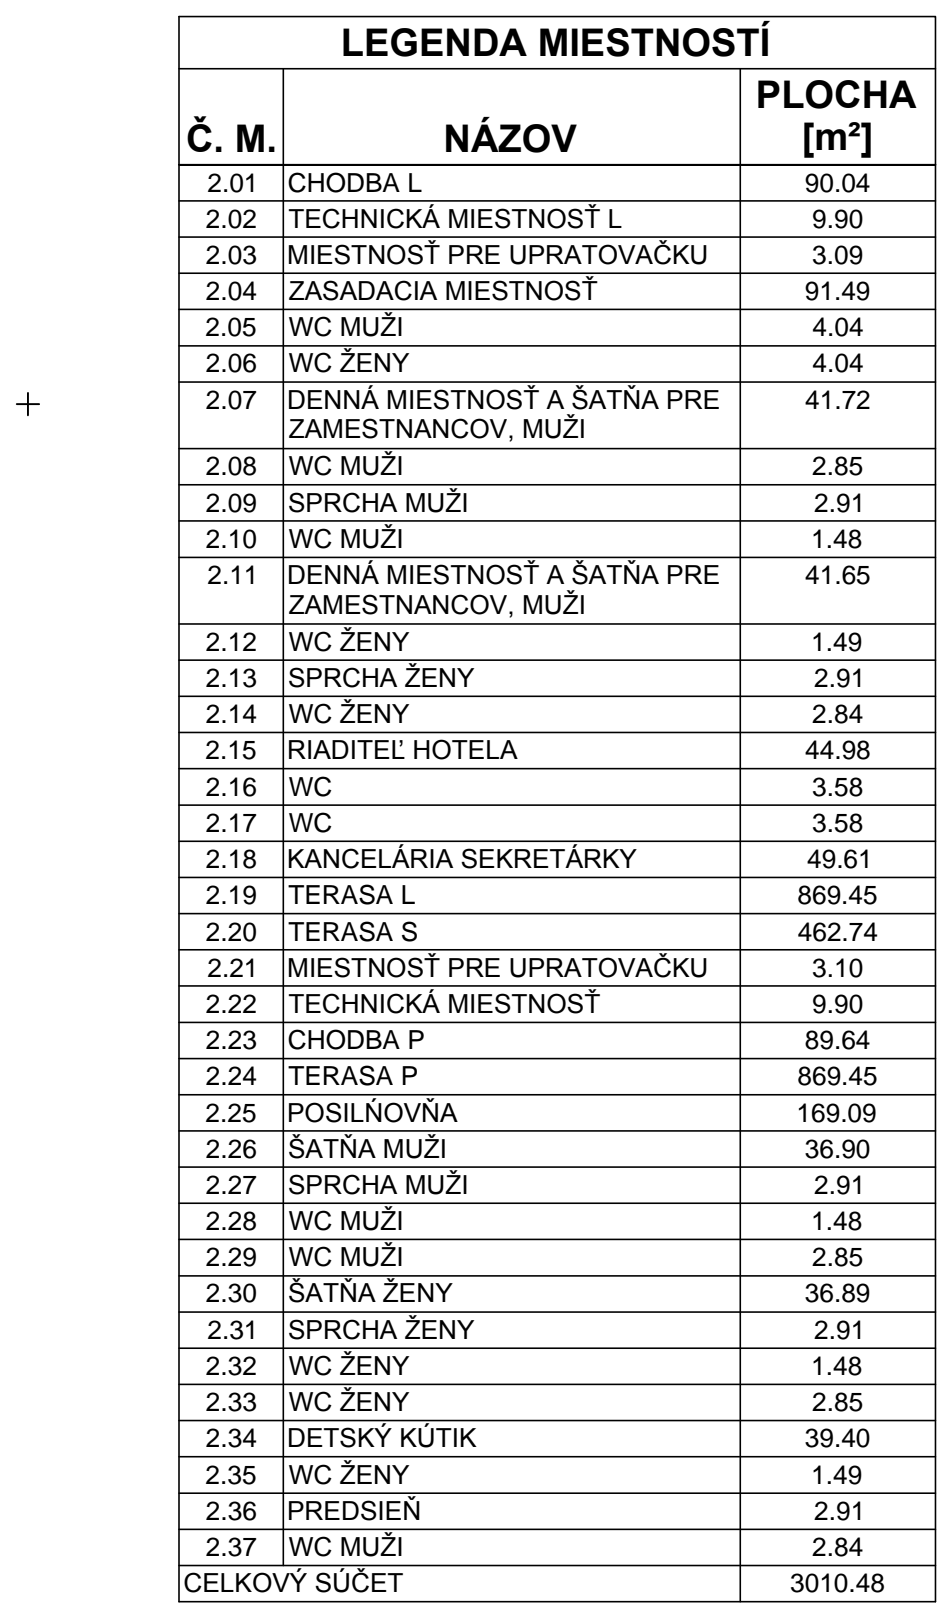 LEGENDA MIESTNOSTÍ
Č. M. NÁZOV PLOCHA [m²]
2.01 CHODBA L 90.04
2.02 TECHNICKÁ MIESTNOSŤ L 9.90
2.03 MIESTNOSŤ PRE UPRATOVAČKU 3.09
2.04 ZASADACIA MIESTNOSŤ 91.49
2.05 WC MUŽI 4.04
2.06 WC ŽENY 4.04
2.07 DENNÁ MIESTNOSŤ A ŠATŇA PRE 41.72
ZAMESTNANCOV, MUŽI
2.08 WC MUŽI 2.85
2.09 SPRCHA MUŽI 2.91
2.10 WC MUŽI 1.48
2.11 DENNÁ MIESTNOSŤ A ŠATŇA PRE 41.65
ZAMESTNANCOV, MUŽI
2.12 WC ŽENY 1.49
2.13 SPRCHA ŽENY 2.91
2.14 WC ŽENY 2.84
2.15 RIADITEĽ HOTELA 44.98
2.16 WC 3.58
2.17 WC 3.58
2.18 KANCELÁRIA SEKRETÁRKY 49.61
2.19 TERASA L 869.45
2.20 TERASA S 462.74
2.21 MIESTNOSŤ PRE UPRATOVAČKU 3.10
2.22 TECHNICKÁ MIESTNOSŤ 9.90
2.23 CHODBA P 89.64
2.24 TERASA P 869.45
2.25 POSILŃOVŇA 169.09
2.26 ŠATŇA MUŽI 36.90
2.27 SPRCHA MUŽI 2.91
2.28 WC MUŽI 1.48
2.29 WC MUŽI 2.85
2.30 ŠATŇA ŽENY 36.89
2.31 SPRCHA ŽENY 2.91
2.32 WC ŽENY 1.48
2.33 WC ŽENY 2.85
2.34 DETSKÝ KÚTIK 39.40
2.35 WC ŽENY 1.49
2.36 PREDSIEŇ 2.91
2.37 WC MUŽI 2.84
CELKOVÝ SÚČET 3010.48